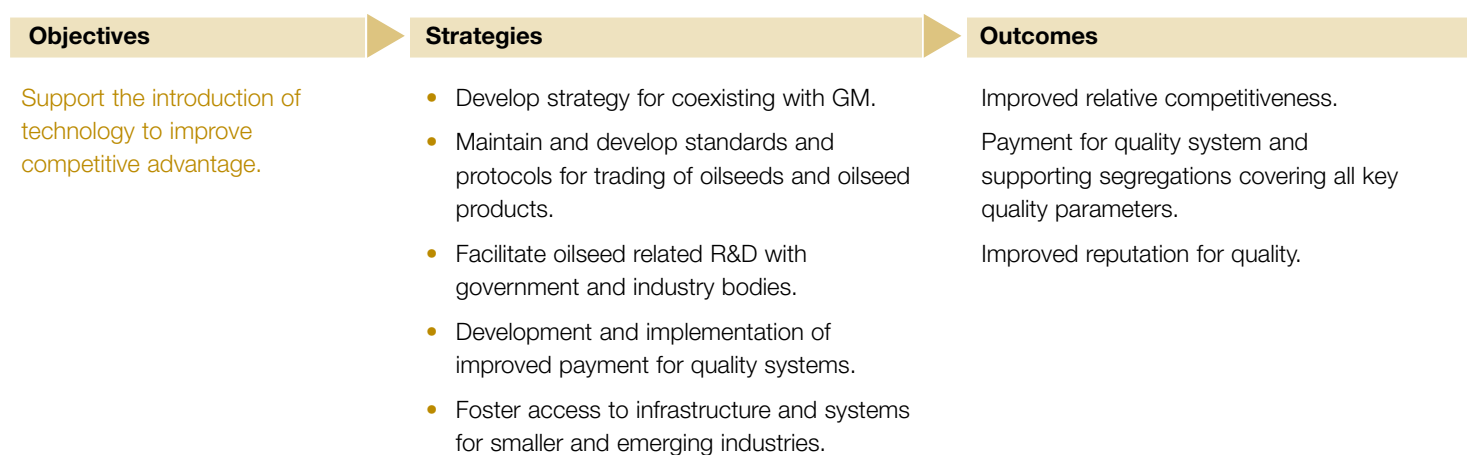 Objectives
Strategies
Outcomes
Support the introduction of
technology to improve
competitive advantage.
• Develop strategy for coexisting with GM.
• Maintain and develop standards and
protocols for trading of oilseeds and oilseed
products.
• Facilitate oilseed related R&D with
government and industry bodies.
• Development and implementation of
improved payment for quality systems.
• Foster access to infrastructure and systems
for smaller and emerging industries.
Improved relative competitiveness.
Payment for quality system and
supporting segregations covering all key
quality parameters.
Improved reputation for quality.